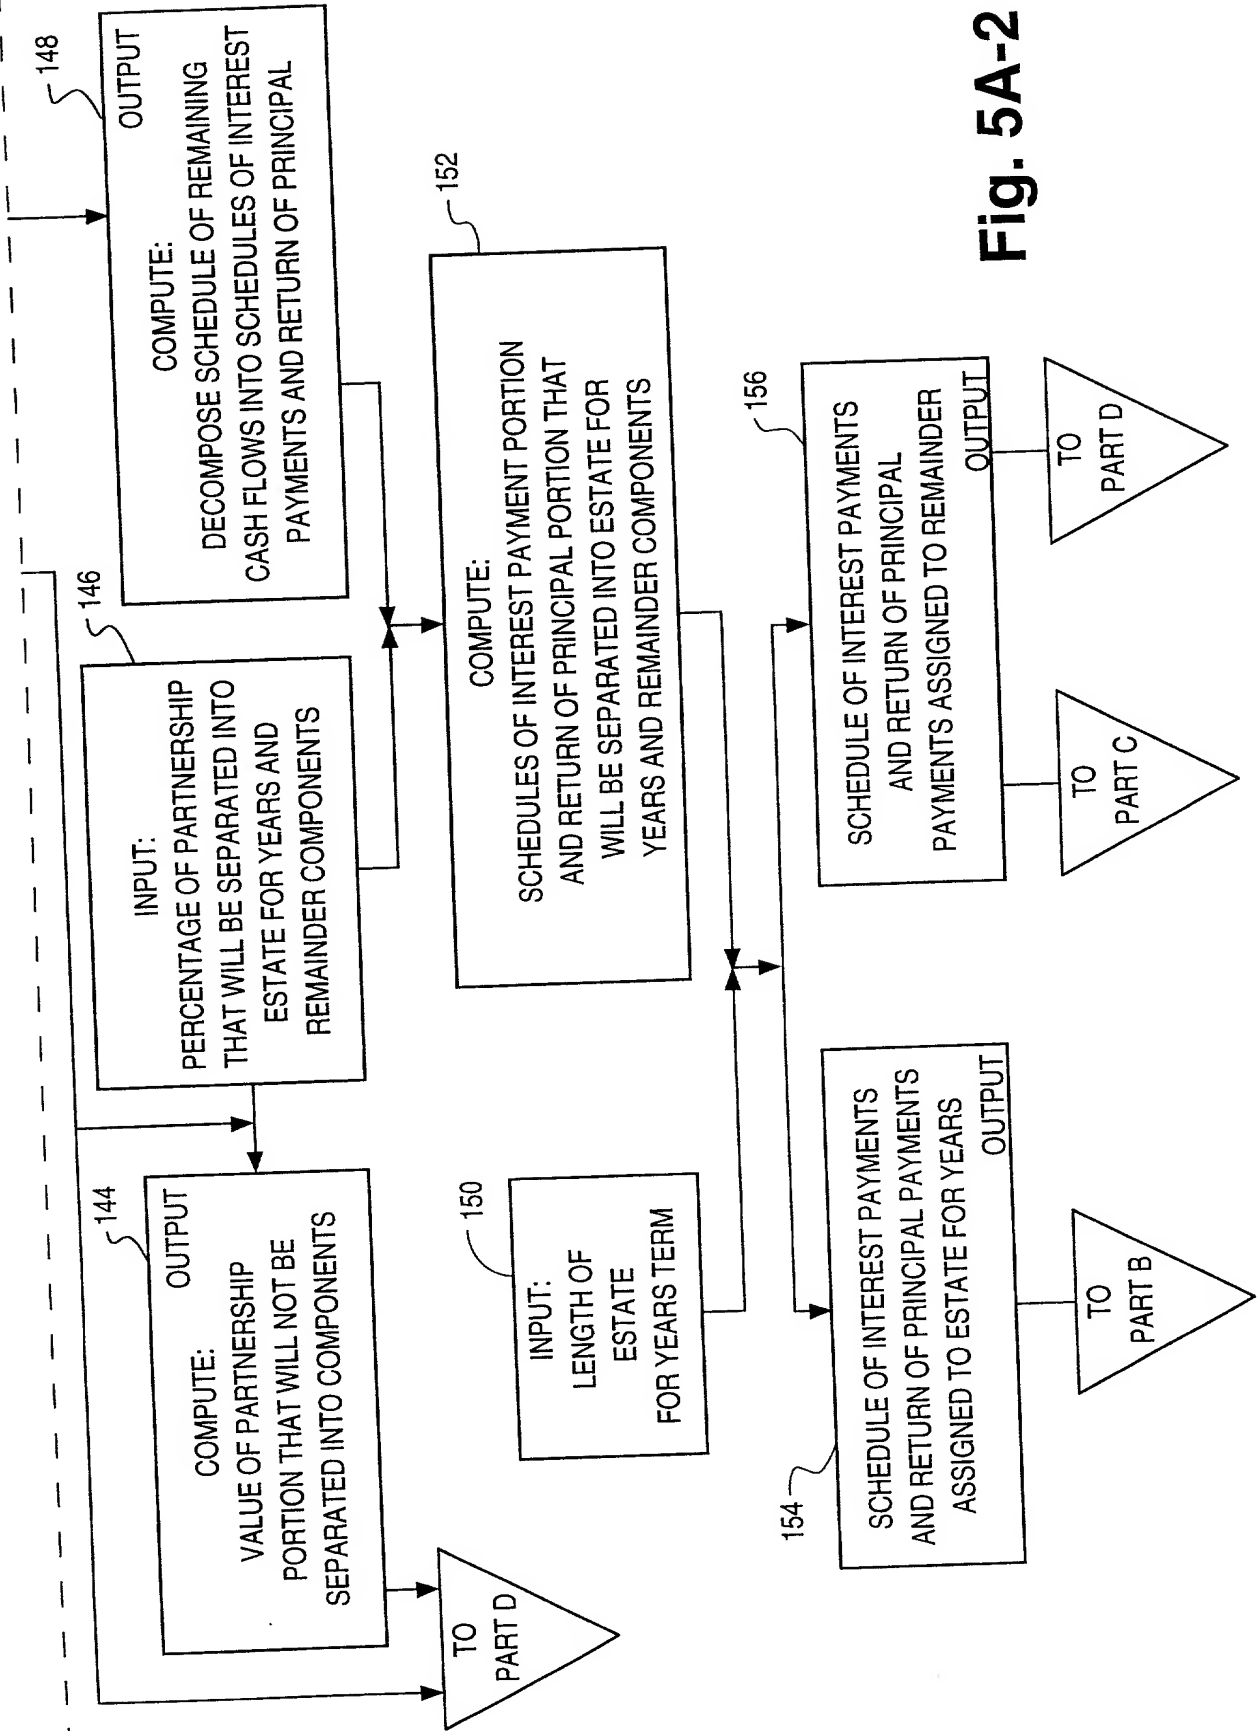 144
OUTPUT
COMPUTE:
VALUE OF PARTNERSHIP
PORTION THAT WILL NOT BE
SEPARATED INTO COMPONENTS
146
INPUT:
PERCENTAGE OF PARTNERSHIP
THAT WILL BE SEPARATED INTO
ESTATE FOR YEARS AND
REMAINDER COMPONENTS
148
OUTPUT
COMPUTE:
DECOMPOSE SCHEDULE OF REMAINING
CASH FLOWS INTO SCHEDULES OF INTEREST
PAYMENTS AND RETURN OF PRINCIPAL
TO
PART D
150
INPUT:
LENGTH OF
ESTATE
FOR YEARS TERM
152
COMPUTE:
SCHEDULES OF INTEREST PAYMENT PORTION
AND RETURN OF PRINCIPAL PORTION THAT
WILL BE SEPARATED INTO ESTATE FOR
YEARS AND REMAINDER COMPONENTS
154
SCHEDULE OF INTEREST PAYMENTS
AND RETURN OF PRINCIPAL PAYMENTS
ASSIGNED TO ESTATE FOR YEARS
OUTPUT
156
SCHEDULE OF INTEREST PAYMENTS
AND RETURN OF PRINCIPAL
PAYMENTS ASSIGNED TO REMAINDER
OUTPUT
TO
PART B
TO
PART C
TO
PART D
Fig. 5A-2